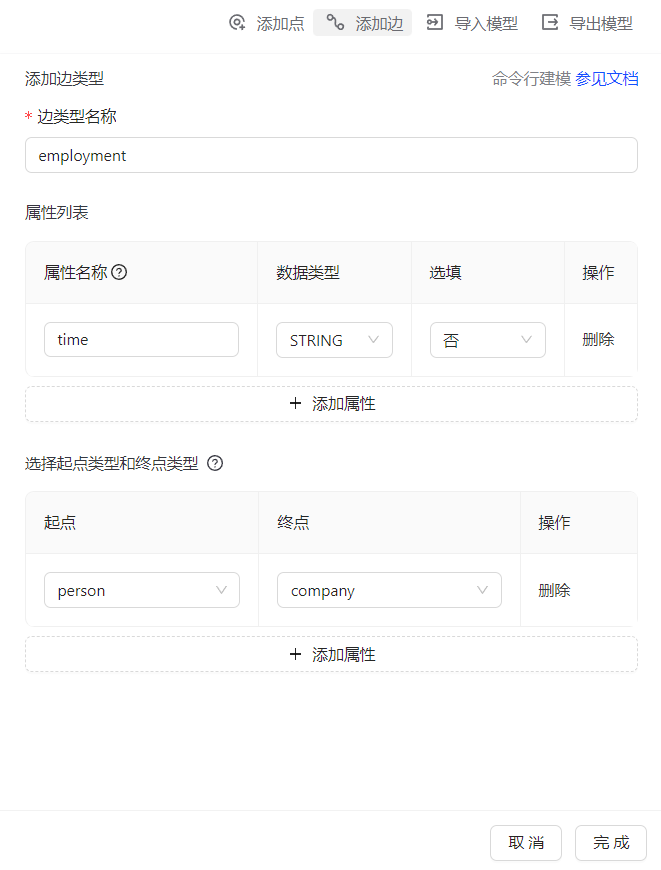 添加点 添加边 导入模型 导出模型
添加边类型 命令行建模 参见文档
* 边类型名称
employment
属性列表
属性名称 数据类型 选填 操作
time STRING 否 删除
+ 添加属性
选择起点类型和终点类型
起点 终点 操作
person company 删除
+ 添加属性
取消 完成